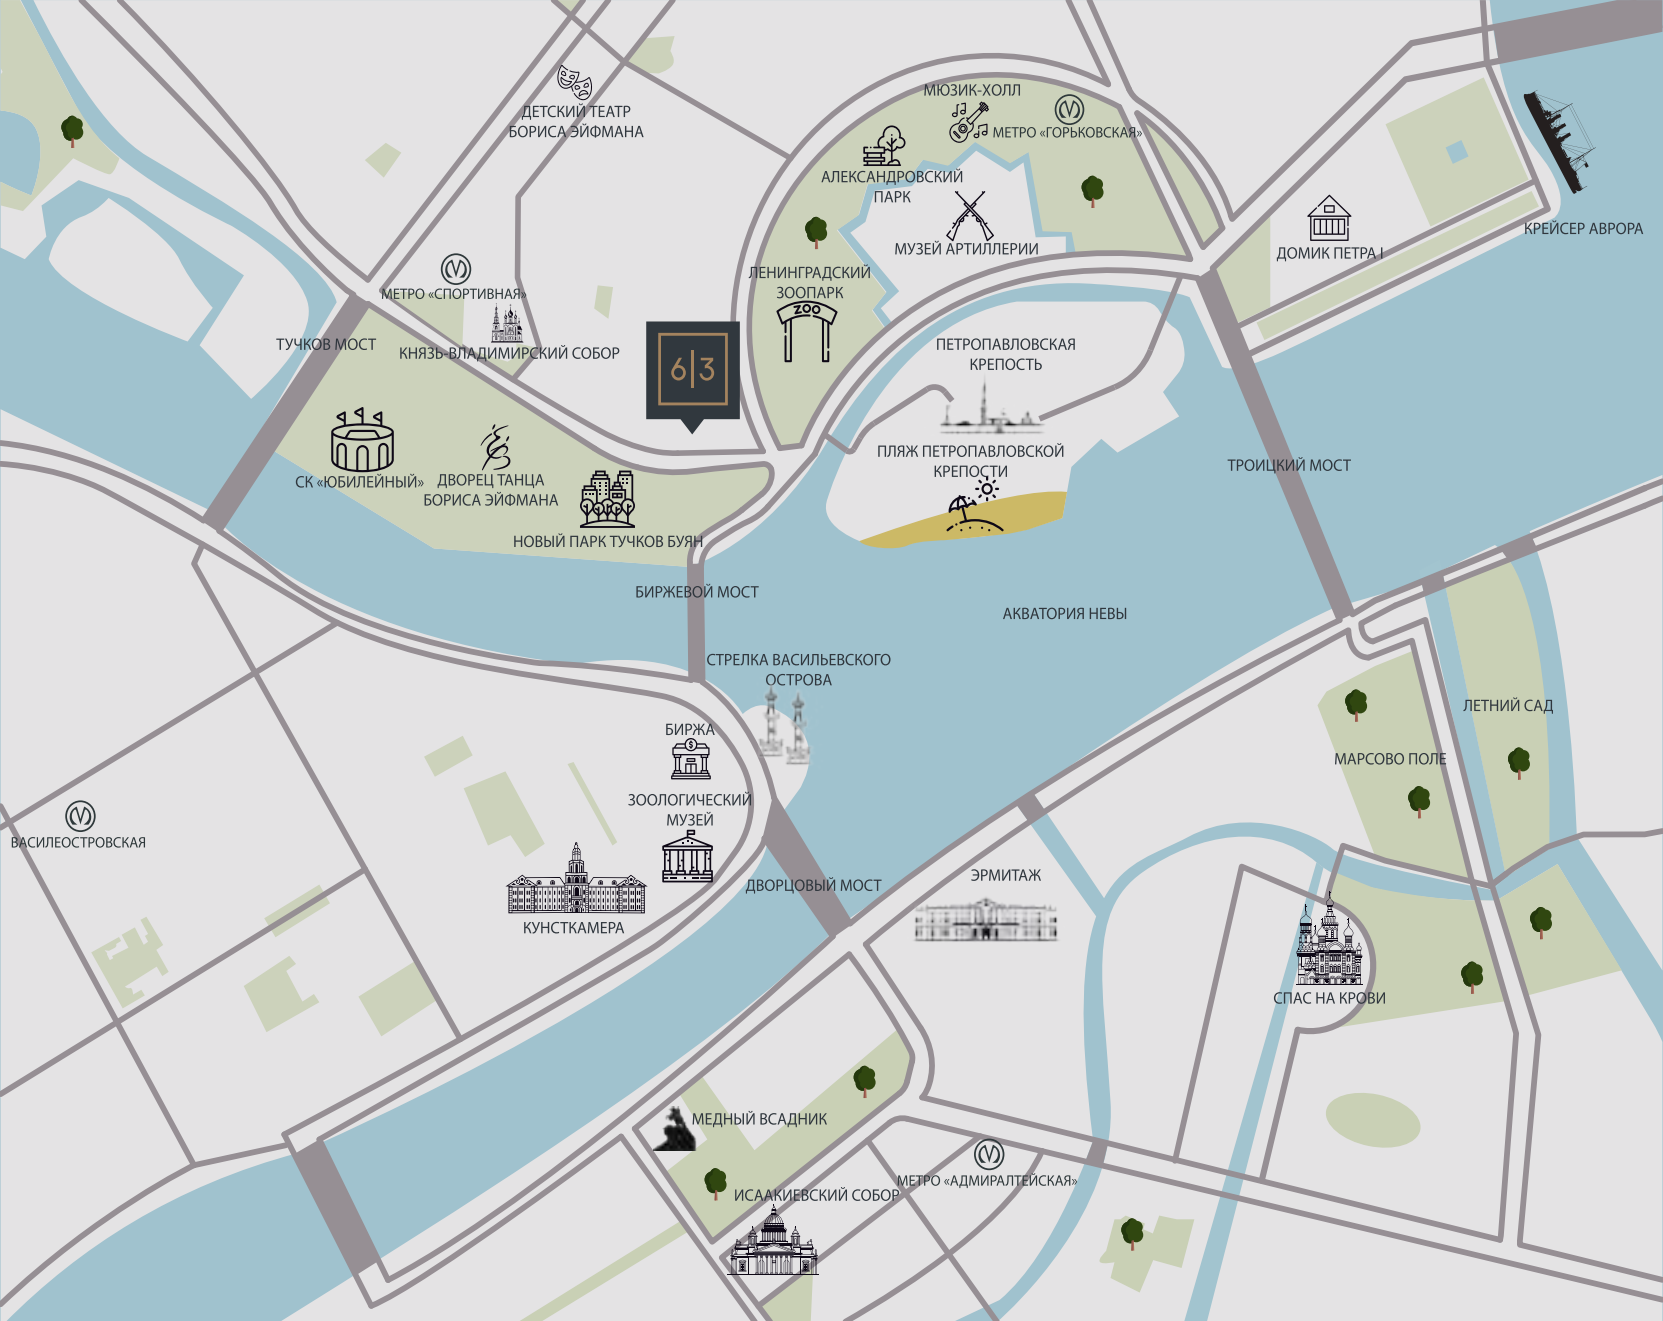 МЮЗИК-ХОЛЛ
ДЕТСКИЙ ТЕАТР
БОРИСА ЭЙФМАНА
МЕТРО «ГОРЬКОВСКАЯ»
АЛЕКСАНДРОВСКИЙ
ПАРК
КРЕЙСЕР АВРОРА
МУЗЕЙ АРТИЛЛЕРИИ
ДОМИК ПЕТРА I
ЛЕНИНГРАДСКИЙ
ЗООПАРК
ZOO
МЕТРО «СПОРТИВНАЯ»
ТУЧКОВ МОСТ
КНЯЗЬ-ВЛАДИМИРСКИЙ СОБОР
6|3
ПЕТРОПАВЛОВСКАЯ
КРЕПОСТЬ
ПЛЯЖ ПЕТРОПАВЛОВСКОЙ
КРЕПОСТИ
ТРОИЦКИЙ МОСТ
СК «ЮБИЛЕЙНЫЙ»
ДВОРЕЦ ТАНЦА
БОРИСА ЭЙФМАНА
НОВЫЙ ПАРК ТУЧКОВ БУЯН
БИРЖЕВОЙ МОСТ
АКВАТОРИЯ НЕВЫ
СТРЕЛКА ВАСИЛЬЕВСКОГО
ОСТРОВА
ЛЕТНИЙ САД
БИРЖА
$
МАРСОВО ПОЛЕ
ЗООЛОГИЧЕСКИЙ
МУЗЕЙ
ВАСИЛЕОСТРОВСКАЯ
ЭРМИТАЖ
ДВОРЦОВЫЙ МОСТ
КУНСТКАМЕРА
СПАС НА КРОВИ
МЕДНЫЙ ВСАДНИК
МЕТРО «АДМИРАЛТЕЙСКАЯ»
ИСААКИЕВСКИЙ СОБОР